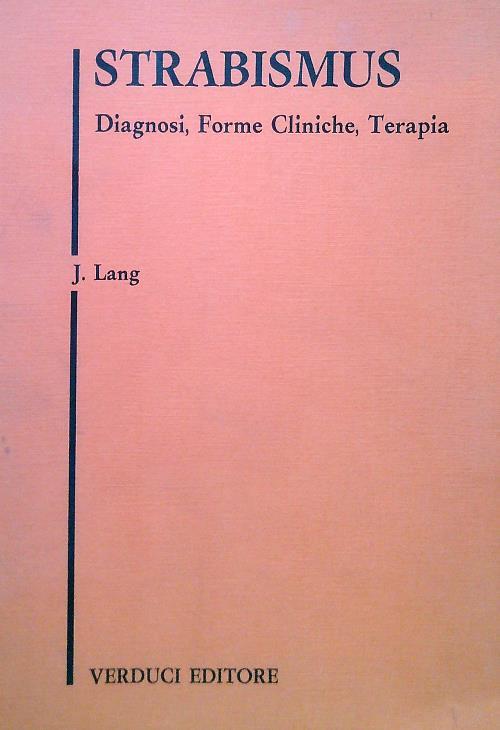 STRABISMUS
Diagnosi, Forme Cliniche, Terapia
J. Lang
VERDUCI EDITORE